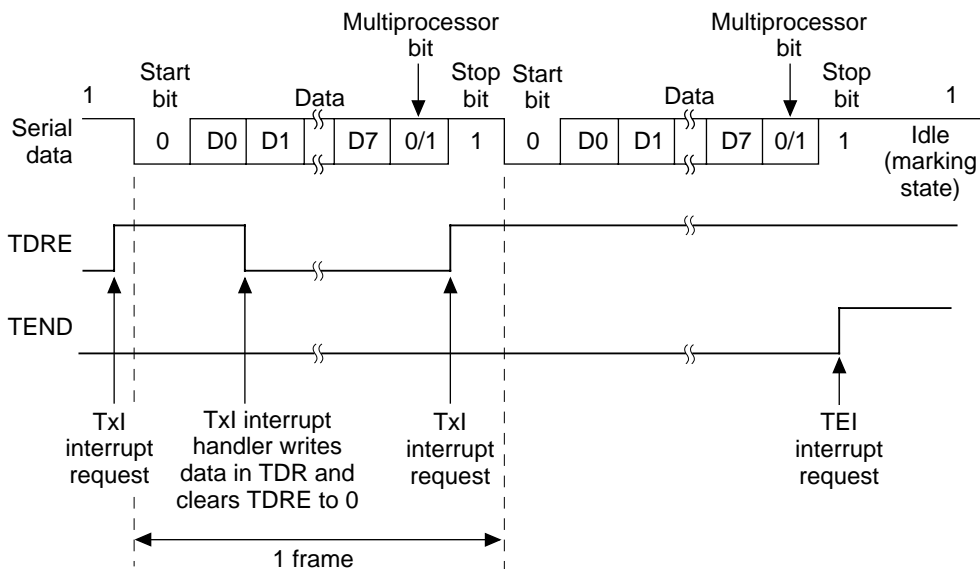 Multiprocessor
bit
Multiprocessor
bit
Start
bit
Stop
bit
Start
bit
Stop
bit
1
Data
Data
1
Serial
data
0
D0
D1
D7
0/1
1
0
D0
D1
D7
0/1
1
Idle
(marking
state)
TDRE
TEND
TxI
interrupt
request
TxI interrupt
handler writes
data in TDR and
clears TDRE to 0
TxI
interrupt
request
TEI
interrupt
request
1 frame